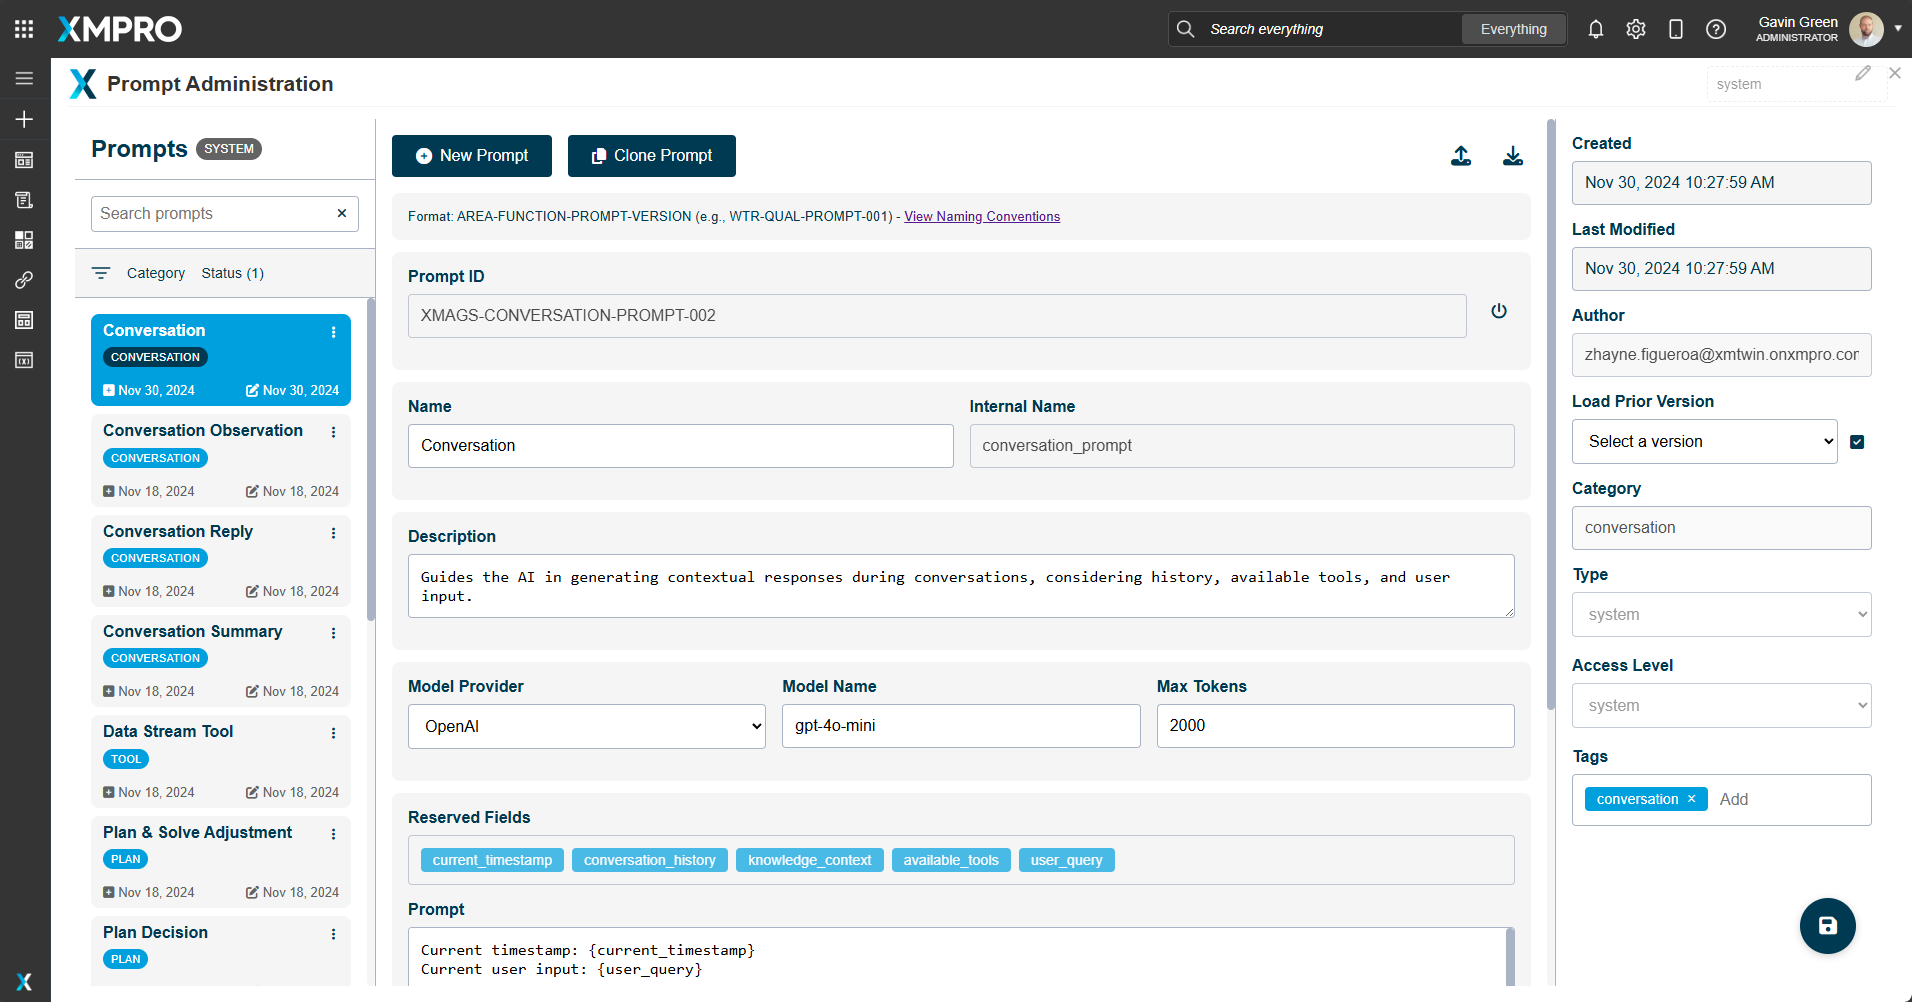 XMPRO
Search everything
Everything
Gavin Green
ADMINISTRATOR
Prompt Administration
system
Prompts SYSTEM
Search prompts
Category Status (1)
Conversation
CONVERSATION
Nov 30, 2024 Nov 30, 2024
Conversation Observation
CONVERSATION
Nov 18, 2024 Nov 18, 2024
Conversation Reply
CONVERSATION
Nov 18, 2024 Nov 18, 2024
Conversation Summary
CONVERSATION
Nov 18, 2024 Nov 18, 2024
Data Stream Tool
TOOL
Nov 18, 2024 Nov 18, 2024
Plan & Solve Adjustment
PLAN
Nov 18, 2024 Nov 18, 2024
Plan Decision
PLAN
New Prompt Clone Prompt
Format: AREA-FUNCTION-PROMPT-VERSION (e.g., WTR-QUAL-PROMPT-001) - View Naming Conventions
Prompt ID
XMAGS-CONVERSATION-PROMPT-002
Name Internal Name
Conversation conversation_prompt
Description
Guides the AI in generating contextual responses during conversations, considering history, available tools, and user
input.
Model Provider Model Name Max Tokens
OpenAI gpt-4o-mini 2000
Reserved Fields
current_timestamp conversation_history knowledge_context available_tools user_query
Prompt
Current timestamp: {current_timestamp}
Current user input: {user_query}
Created
Nov 30, 2024 10:27:59 AM
Last Modified
Nov 30, 2024 10:27:59 AM
Author
zhayne.figueroa@xmtwin.onxmpro.con
Load Prior Version
Select a version
Category
conversation
Type
system
Access Level
system
Tags
conversation × Add